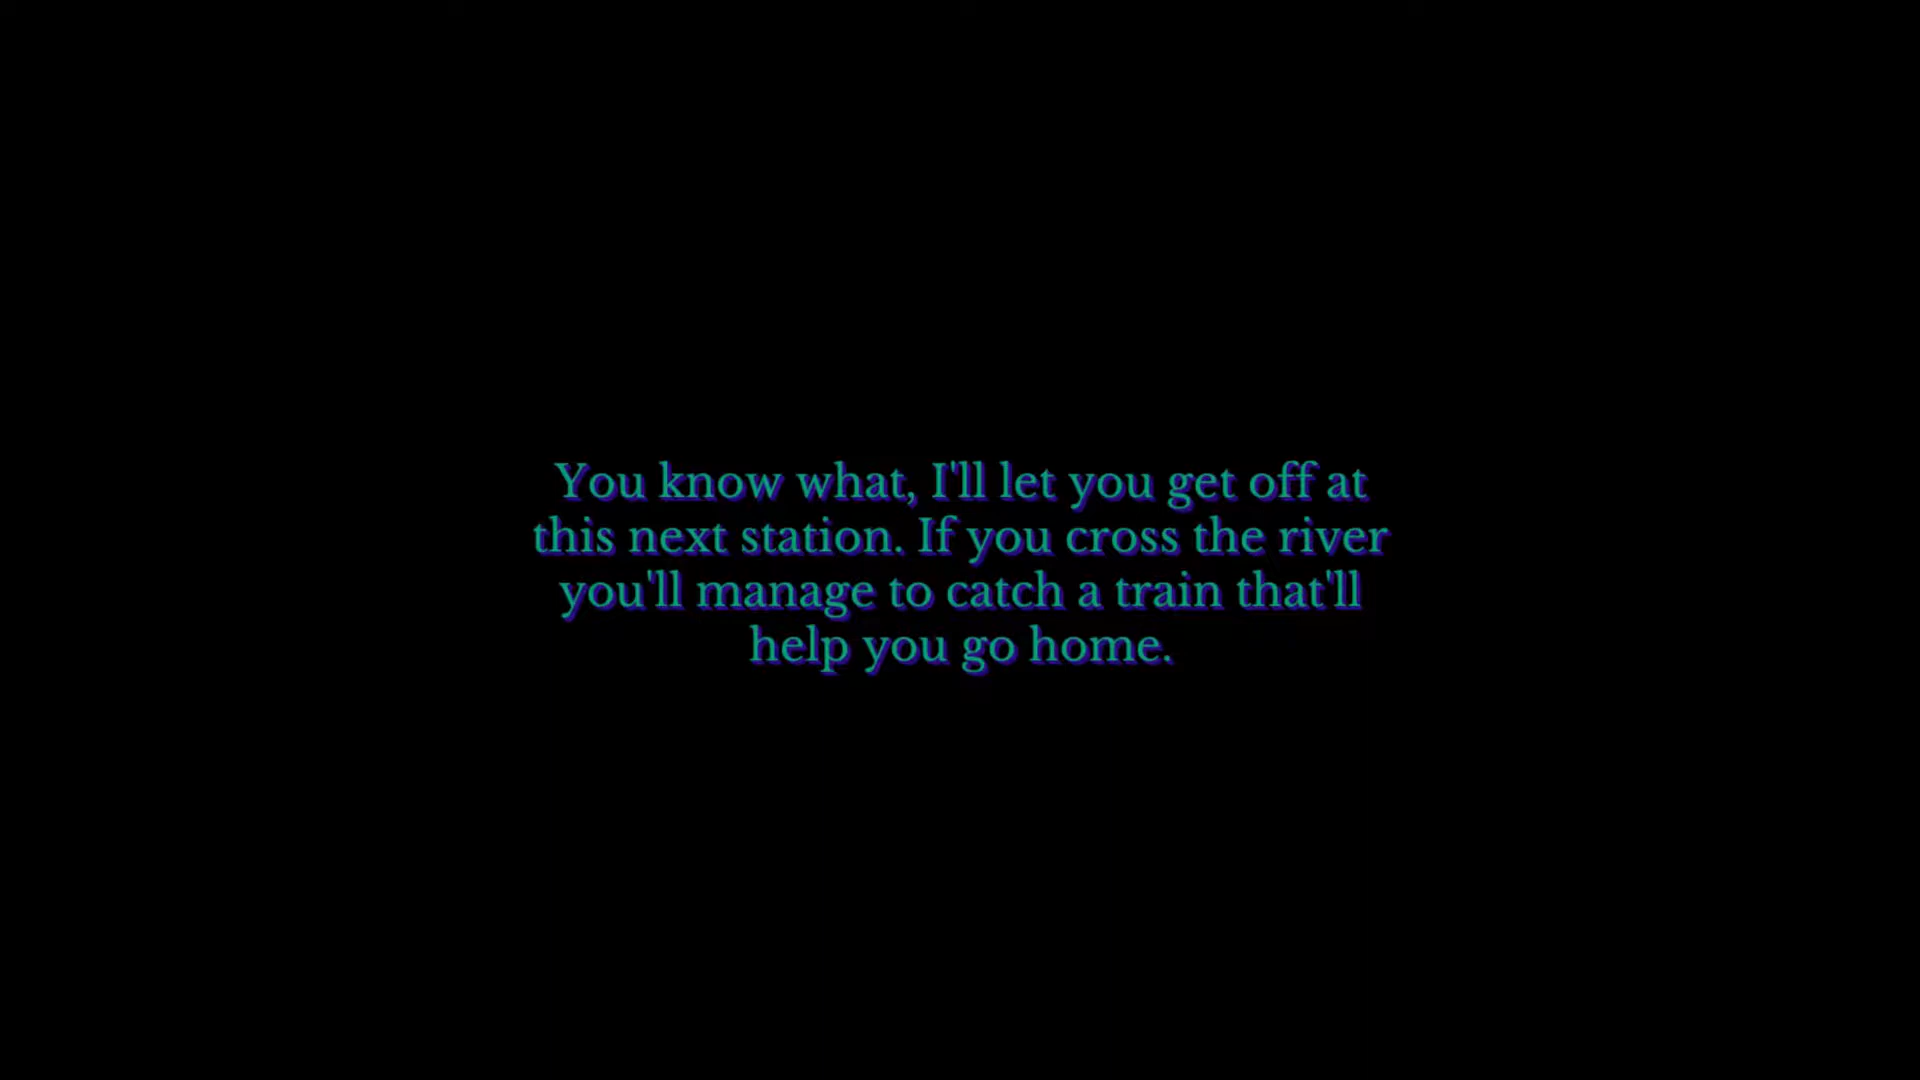 You know what, I'll let you get off at
this next station. If you cross the river
you'll manage to catch a train that'll
help you go home.